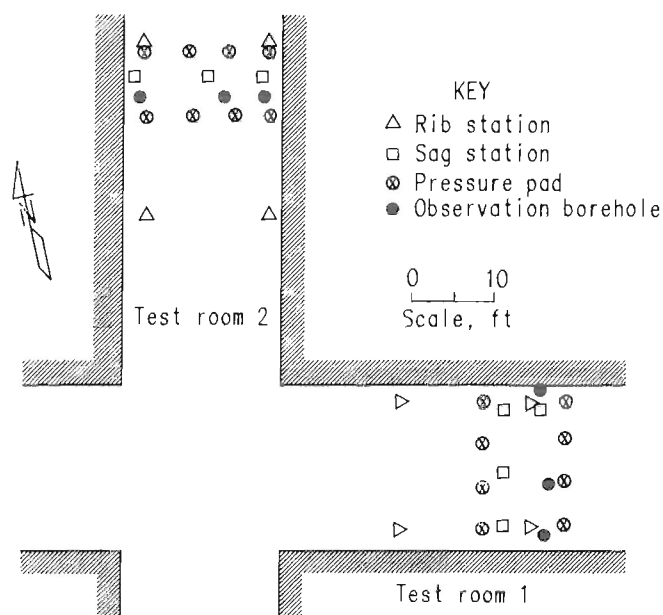 KEY
Rib station
Sag station
Pressure pad
Observation borehole
N
0 10
Scale, ft
Test room 2
Test room 1